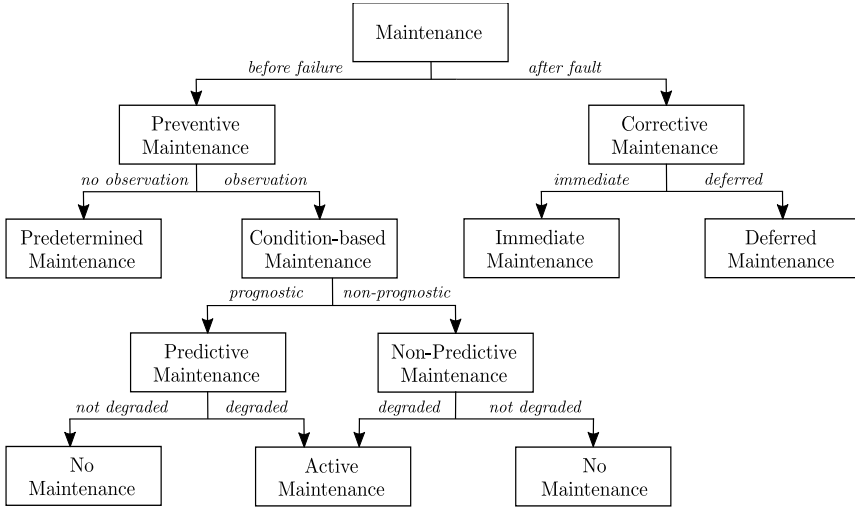 Maintenance
before failure
after fault
Preventive
Maintenance
Corrective
Maintenance
no observation
observation
immediate
deferred
Predetermined
Maintenance
Condition-based
Maintenance
Immediate
Maintenance
Deferred
Maintenance
prognostic
non-prognostic
Predictive
Maintenance
Non-Predictive
Maintenance
not degraded
degraded
degraded
not degraded
No
Maintenance
Active
Maintenance
No
Maintenance